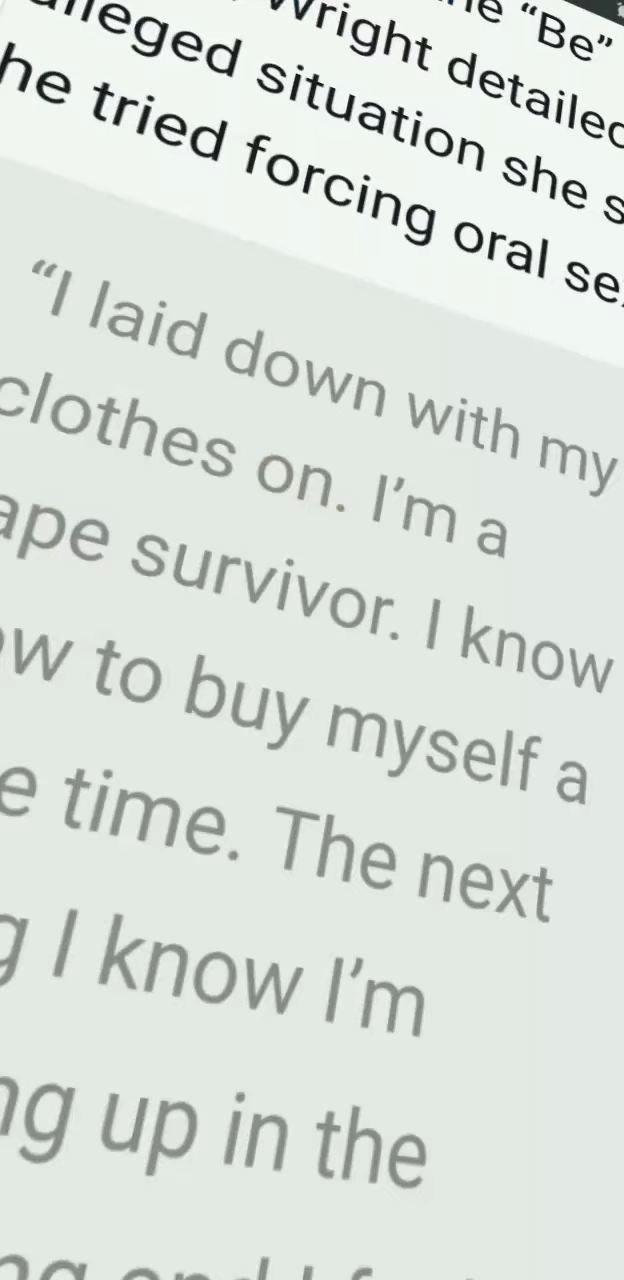 “Be”
Wright detailed
alleged situation she s
he tried forcing oral se
“I laid down with my
clothes on. I’m a
ape survivor. I know
ow to buy myself a
e time. The next
g I know I’m
ng up in the